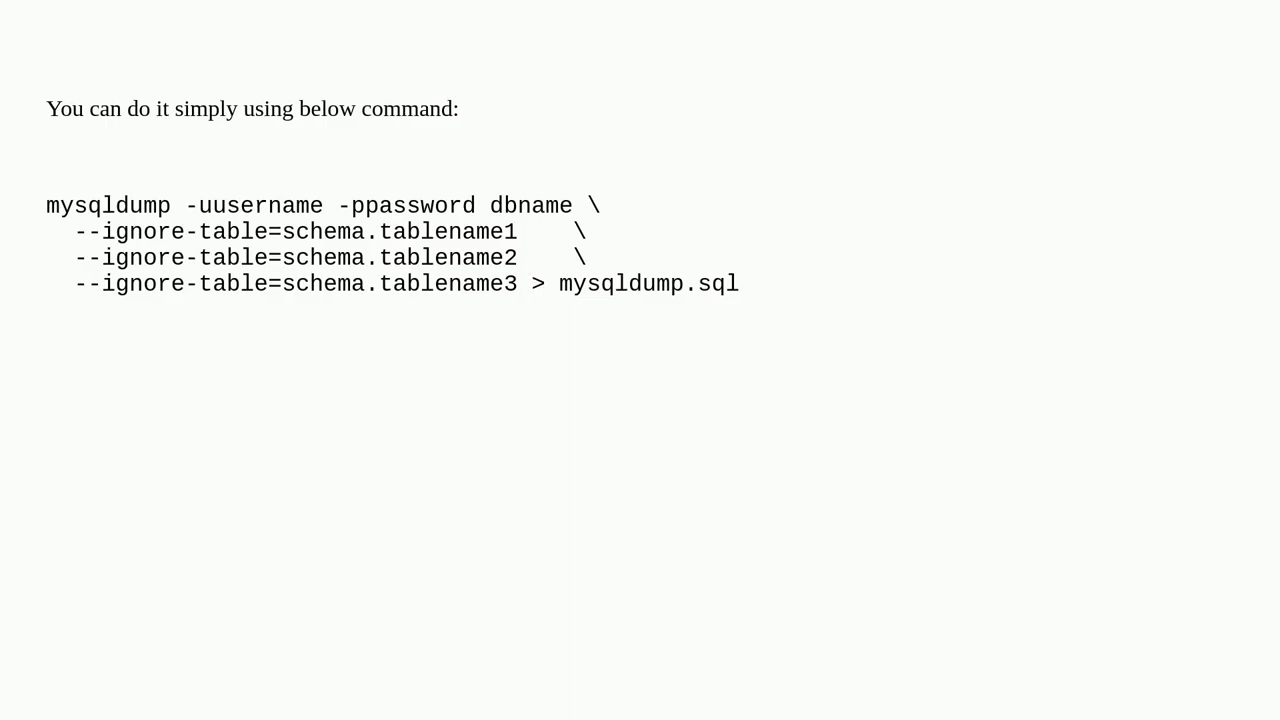 You can do it simply using below command:
mysqldump -uusername -ppassword dbname \
  --ignore-table=schema.tablename1    \
  --ignore-table=schema.tablename2    \
  --ignore-table=schema.tablename3 > mysqldump.sql